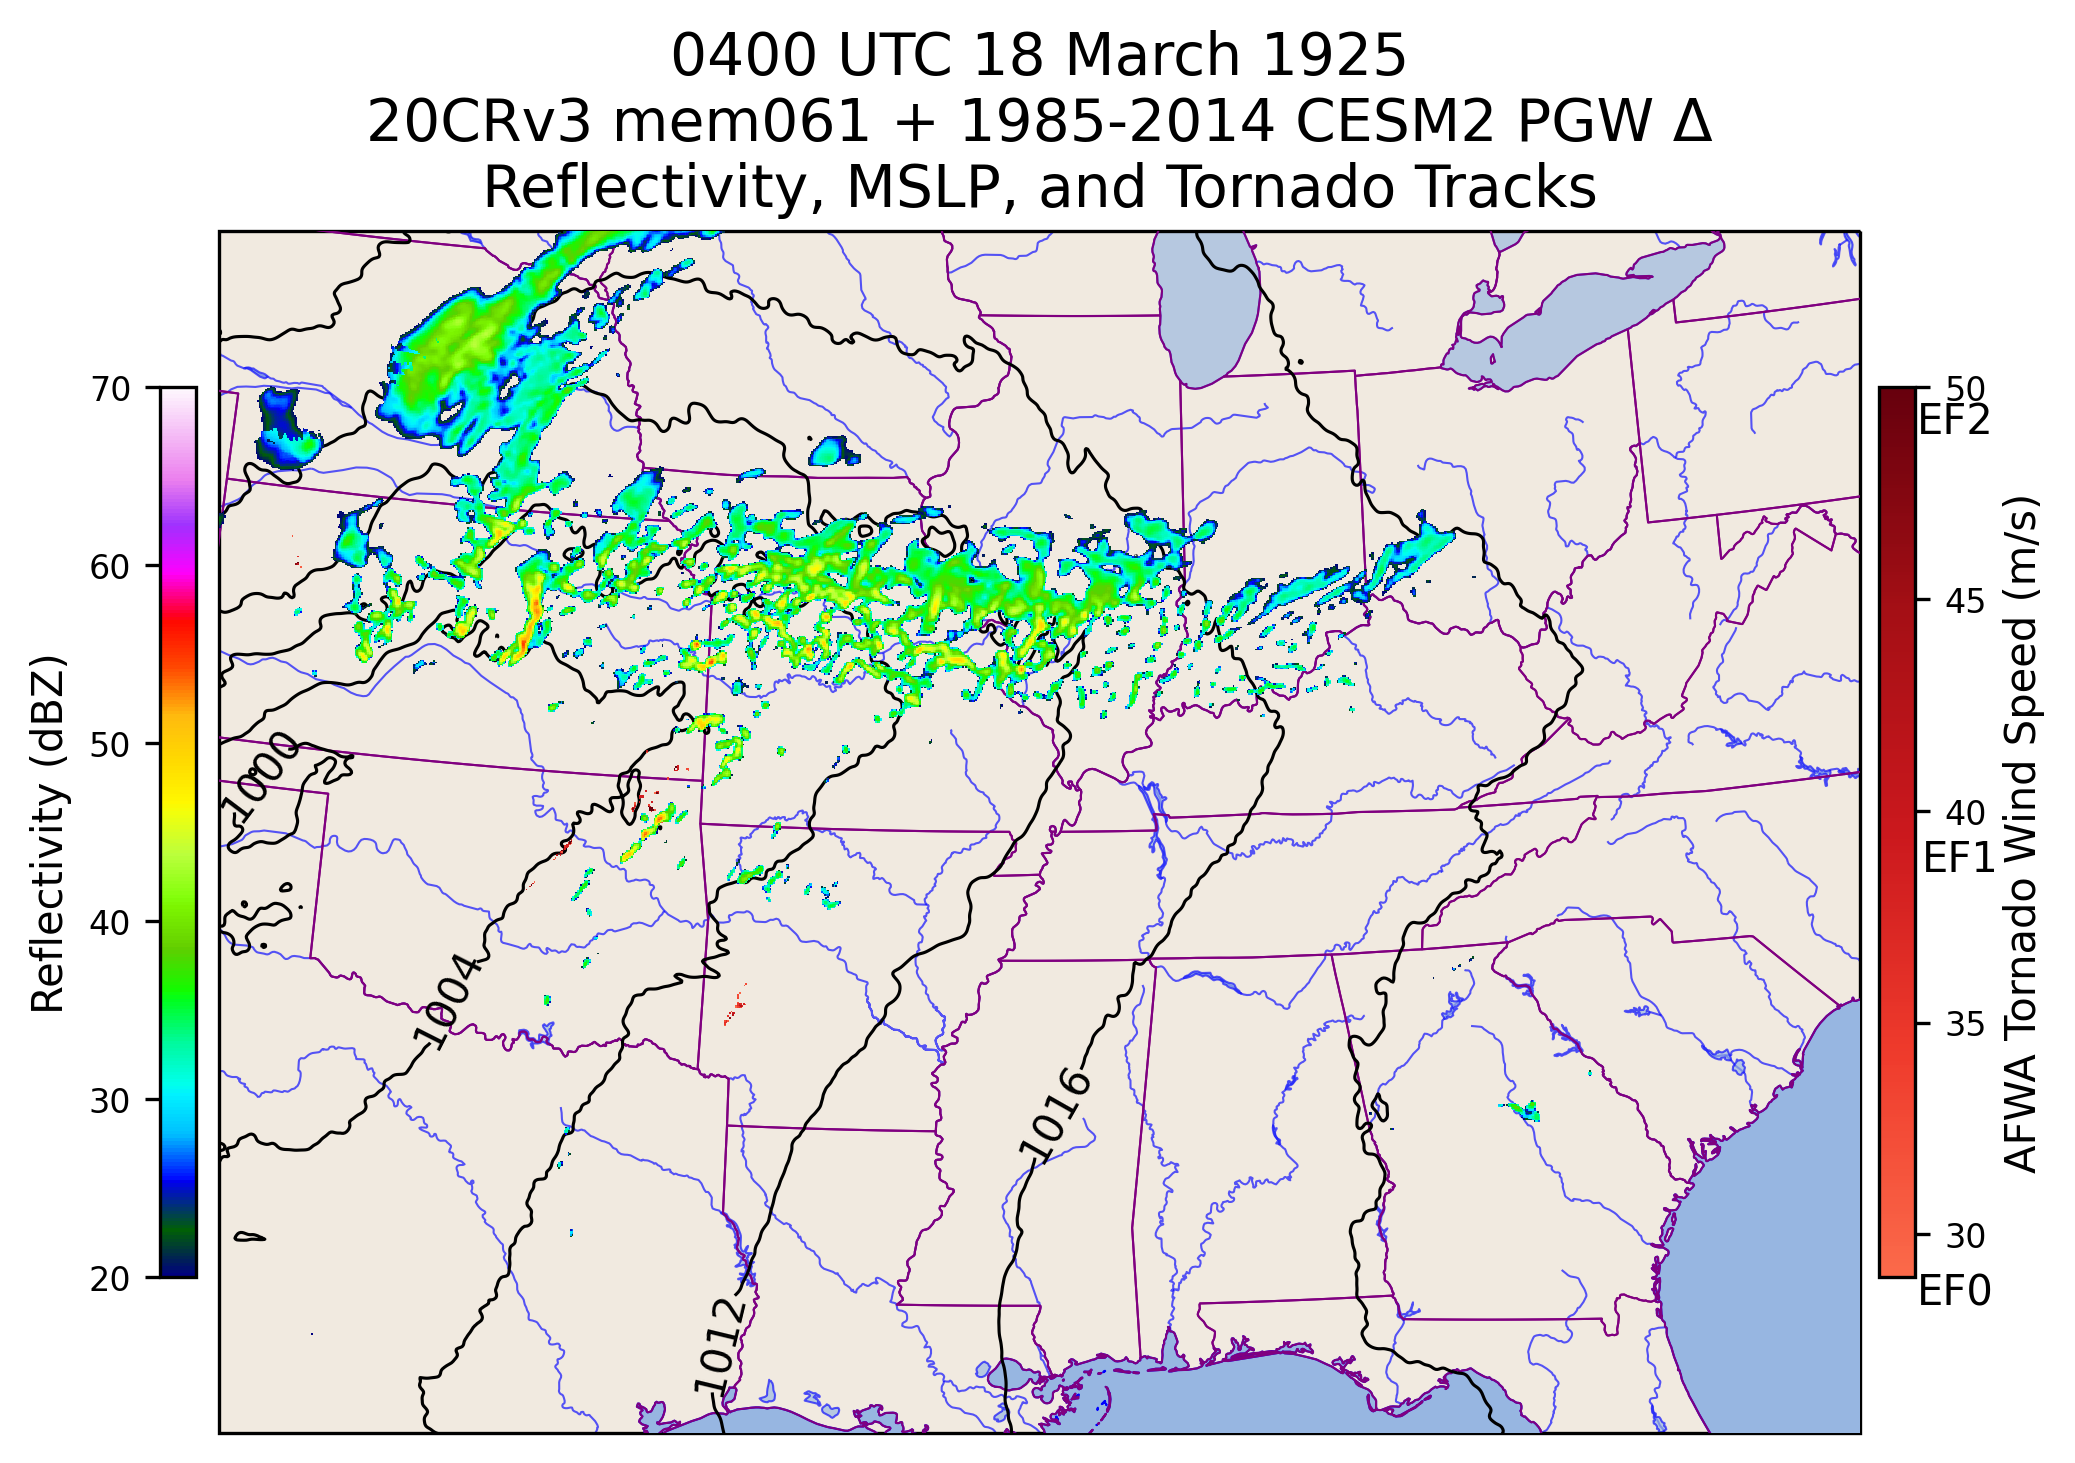 0400 UTC 18 March 1925
20CRv3 mem061 + 1985-2014 CESM2 PGW Δ
Reflectivity, MSLP, and Tornado Tracks
70
60
50
40
30
20
Reflectivity (dBZ)
1000
1004
1012
1016
50
EF2
45
40
EF1
35
30
EF0
AFWA Tornado Wind Speed (m/s)